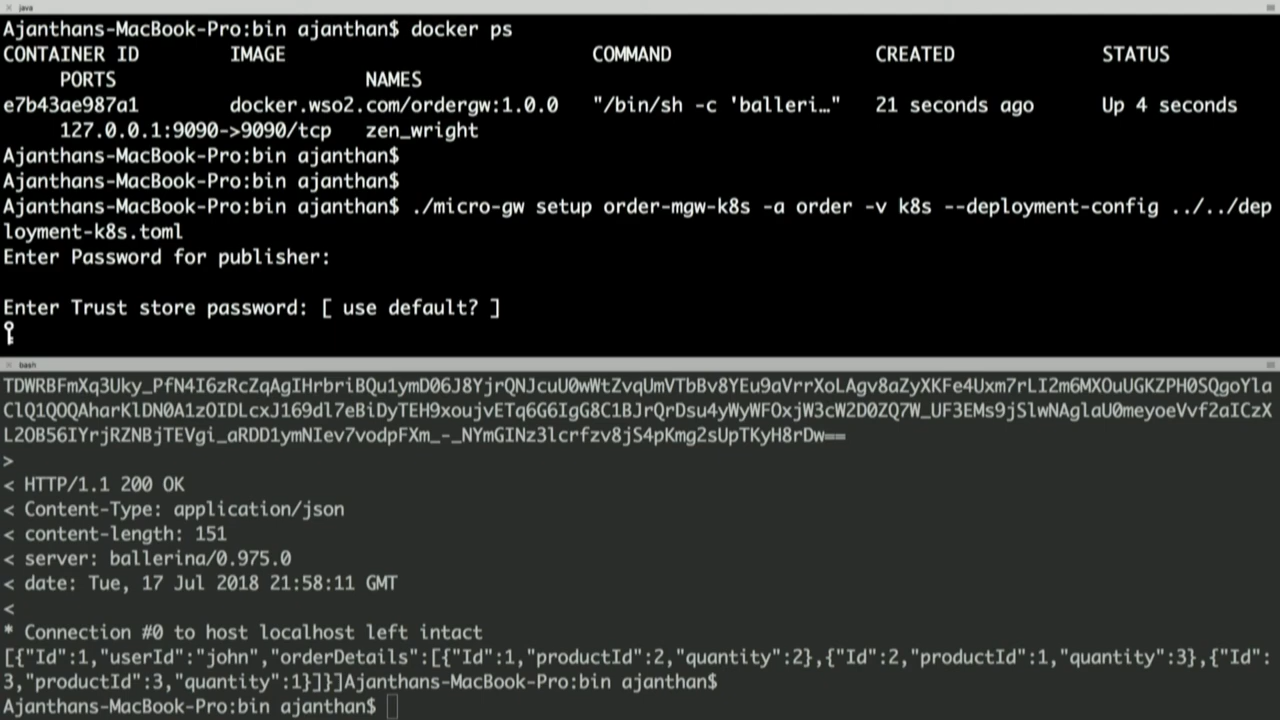 java
Ajanthans-MacBook-Pro:bin ajanthan$ docker ps
CONTAINER ID IMAGE COMMAND CREATED STATUS
PORTS NAMES
e7b43ae987a1 docker.wso2.com/ordergw:1.0.0 "/bin/sh -c 'balleri…" 21 seconds ago Up 4 seconds
127.0.0.1:9090->9090/tcp zen_wright
Ajanthans-MacBook-Pro:bin ajanthan$
Ajanthans-MacBook-Pro:bin ajanthan$
Ajanthans-MacBook-Pro:bin ajanthan$ ./micro-gw setup order-mgw-k8s -a order -v k8s --deployment-config ../../dep
loyment-k8s.toml
Enter Password for publisher:
Enter Trust store password: [ use default? ]
bash
TDWRBFmXq3Uky_PfN4I6zRcZqAgIHrbriBQu1ymD06J8YjrQNJcuU0wWtZvqUmVTbBv8YEu9aVrrXoLAgv8aZyXKFe4Uxm7rLI2m6MXOuUGKZPH0SQgoYla
ClQ1QOQAharKlDN0A1zOIDLcxJ169dl7eBiDyTEH9xoujvETq6G6IgG8C1BJrQrDsu4yWyWFOxjW3cW2D0ZQ7W_UF3EMs9jSlwNAglaU0meyoeVvf2aICzX
L2OB56IYrjRZNBjTEVgi_aRDD1ymNIev7vodpFXm_-_NYmGINz3lcrfzv8jS4pKmg2sUpTKyH8rDw==
>
< HTTP/1.1 200 OK
< Content-Type: application/json
< content-length: 151
< server: ballerina/0.975.0
< date: Tue, 17 Jul 2018 21:58:11 GMT
<
* Connection #0 to host localhost left intact
[{"Id":1,"userId":"john","orderDetails":[{"Id":1,"productId":2,"quantity":2},{"Id":2,"productId":1,"quantity":3},{"Id":
3,"productId":3,"quantity":1}]}]Ajanthans-MacBook-Pro:bin ajanthan$
Ajanthans-MacBook-Pro:bin ajanthan$